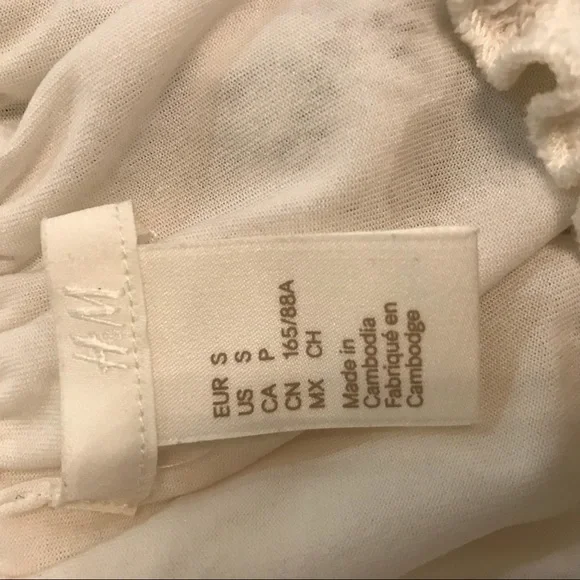 H&M
EUR S
US S
CA P
CN 165/88A
MX CH
Made in
Cambodia
Fabriqué en
Cambodge